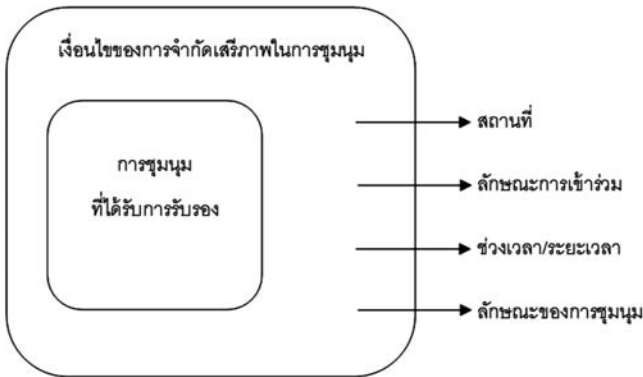 เงื่อนไขของการจำกัดเสรีภาพในการชุมนุม
การชุมนุม
ที่ได้รับการรับรอง
สถานที่
ลักษณะการเข้าร่วม
ช่วงเวลา/ระยะเวลา
ลักษณะของการชุมนุม